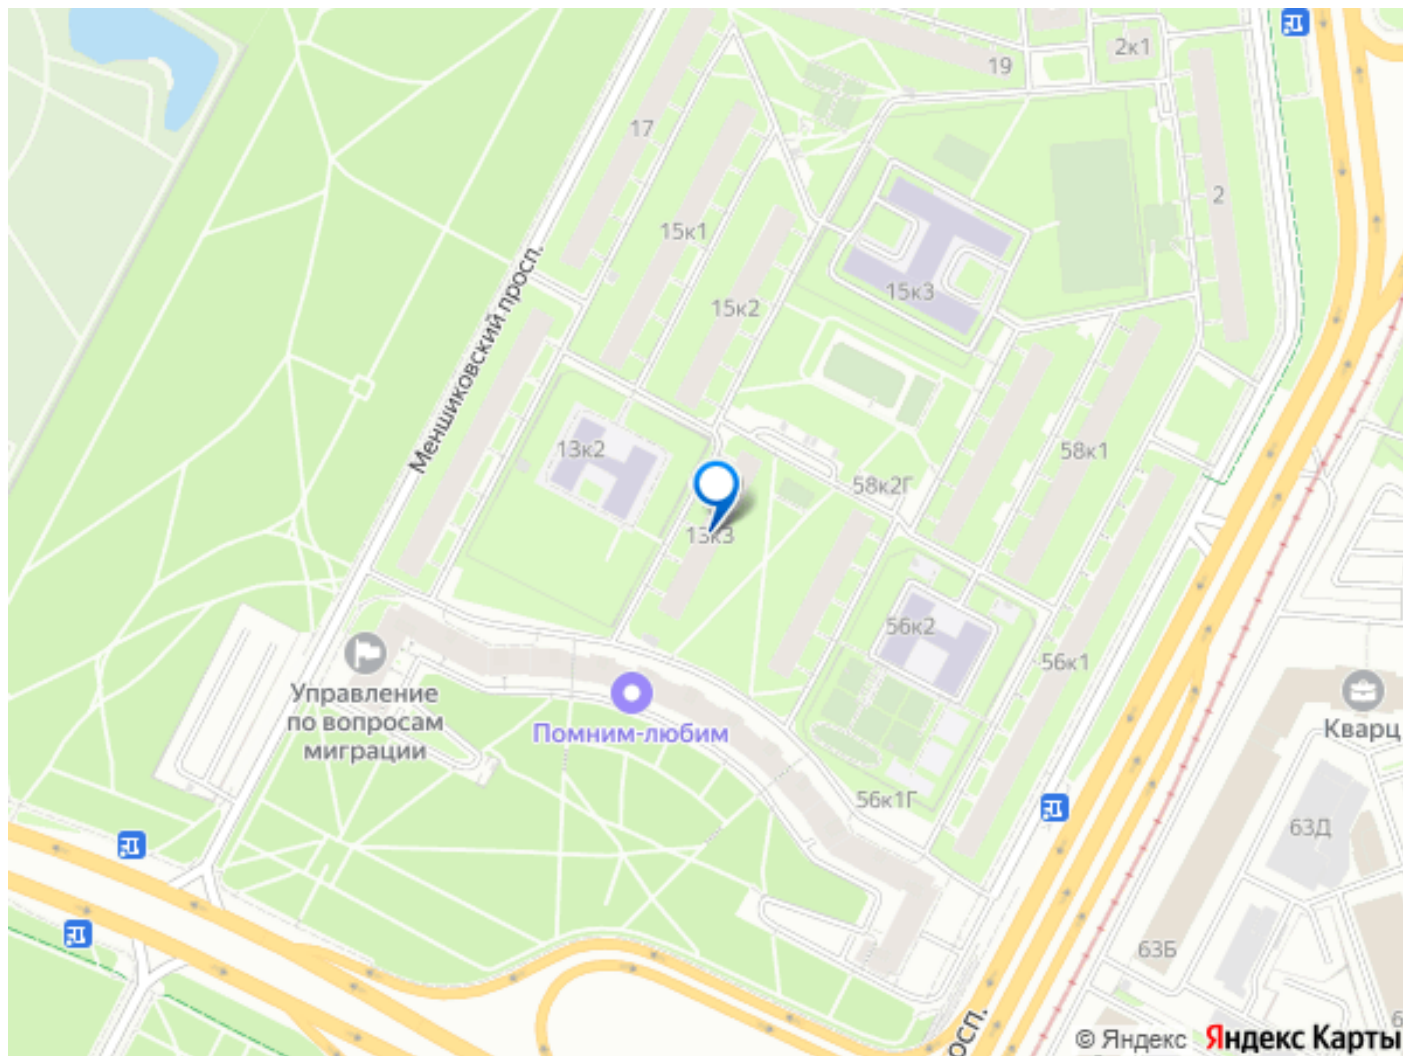 2к1
19
17
2
15к1
15к3
15к2
Меншиковский просп.
13к2
58к1
58к2Г
13к3
56к2
56к1
Управление
по вопросам
миграции
Помним-любим
Кварц
56к1Г
63Д
63Б
6
осп.
© Яндекс
Яндекс Карты